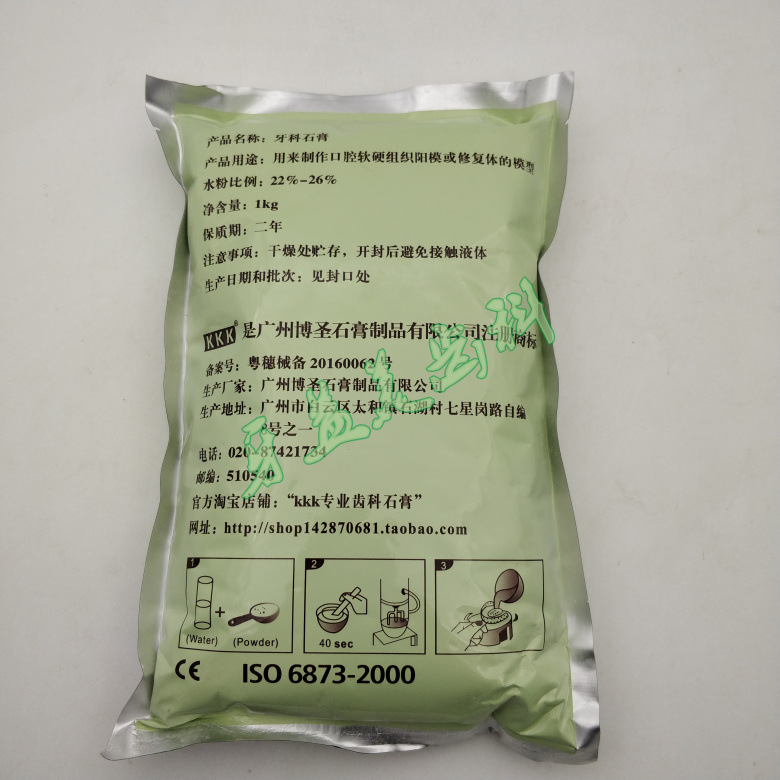 产品名称：牙科石膏
产品用途：用来制作口腔软硬组织阳模或修复体的模型
水粉比例：22%-26%
净含量：1kg
保质期：二年
注意事项：干燥处贮存，开封后避免接触液体
生产日期和批次：见封口处
KKK® 是广州博圣石膏制品有限公司注册商标
备案号：粤穗械备20160062号
生产厂家：广州博圣石膏制品有限公司
生产地址：广州市白云区太和镇石湖村七星岗路自编
8号之一
电话：020-87421734
邮编：510540
官方淘宝店铺：“kkk专业齿科石膏”
网址：http://shop142870681.taobao.com
1 2 3
+
(Water) (Powder) 40 sec
CE ISO 6873-2000
牙益美齿科